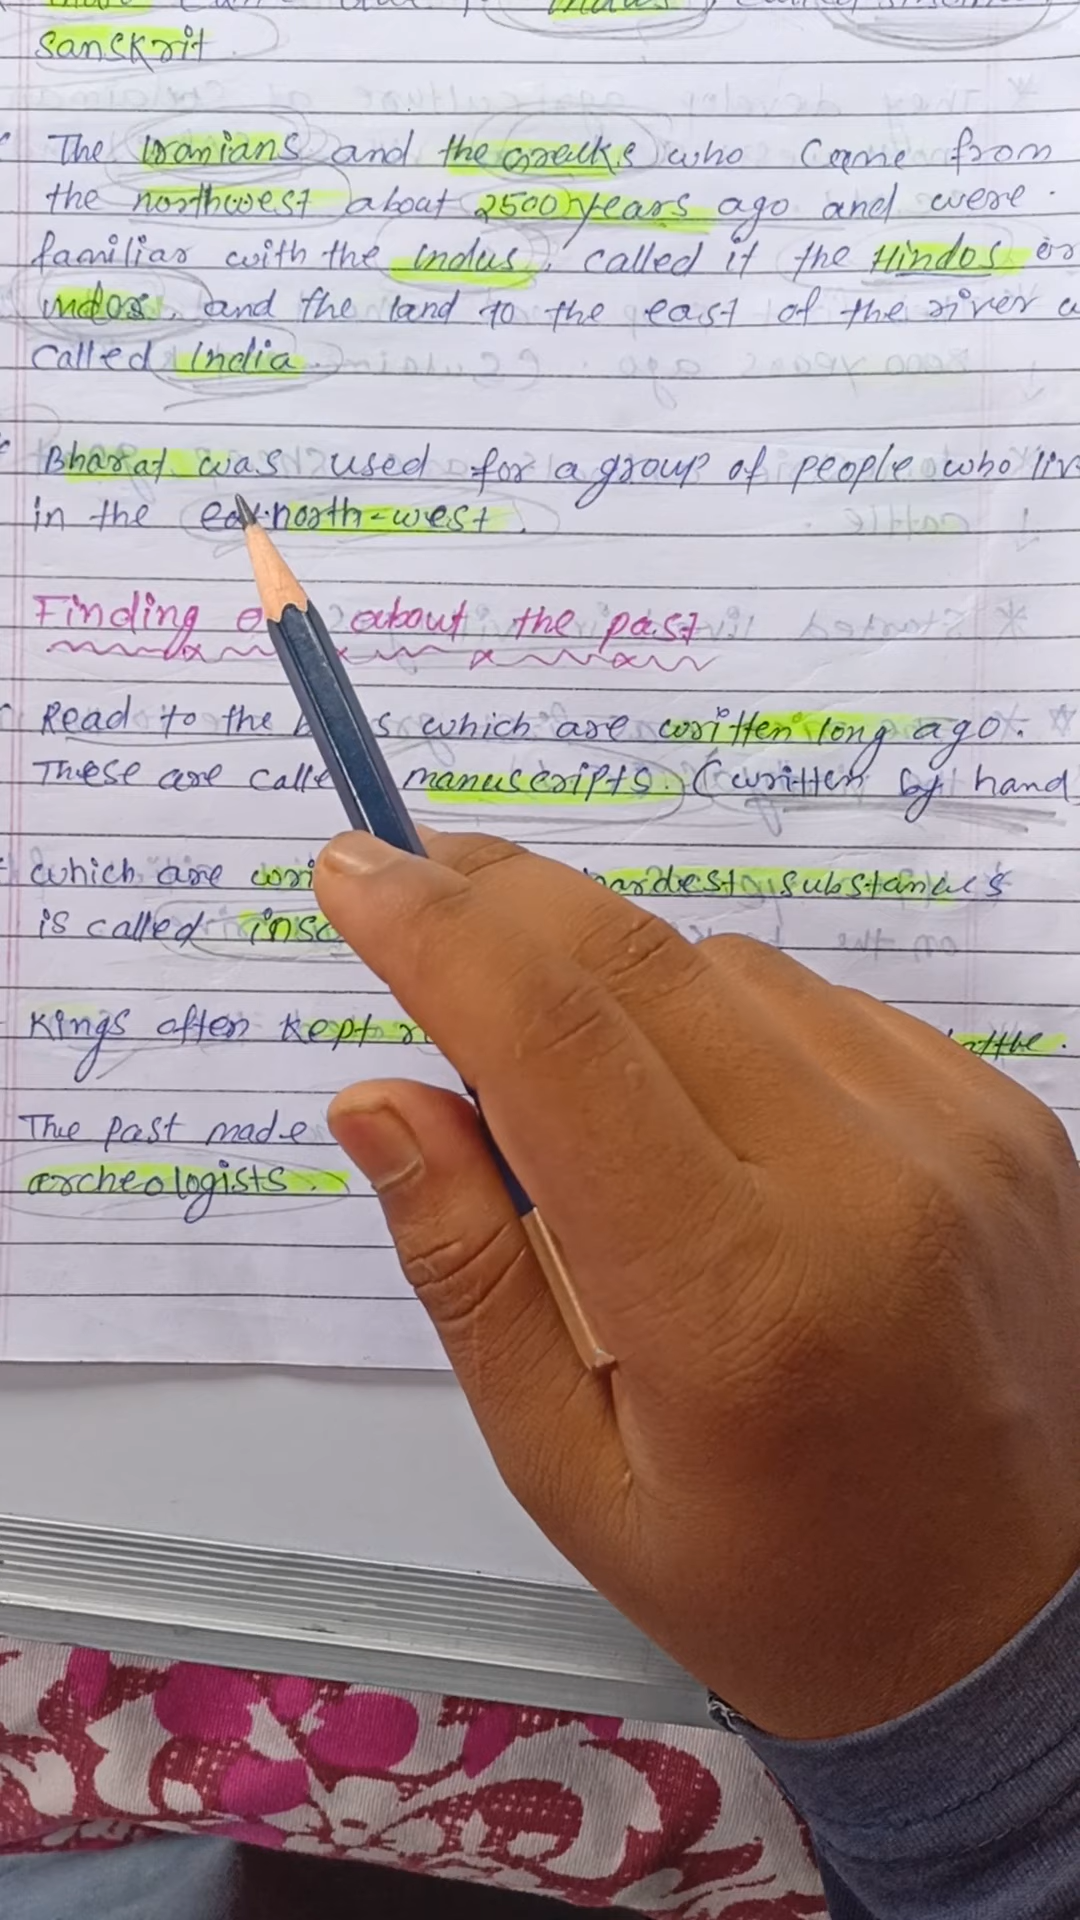 sanskrit.
The Iranians and the Greeks who Came from
the northwest about 2500 years ago and were
familiar with the indus, called it the Hindos or
indos, and the land to the east of the river
called India.
Bharat was used for a group of people who
in the north-west.
Finding about the past
Read to the which are written long ago.
These are manuscripts. (written by hand
which are hardest substances
is called
Kings often kept
The past made
archeologists.